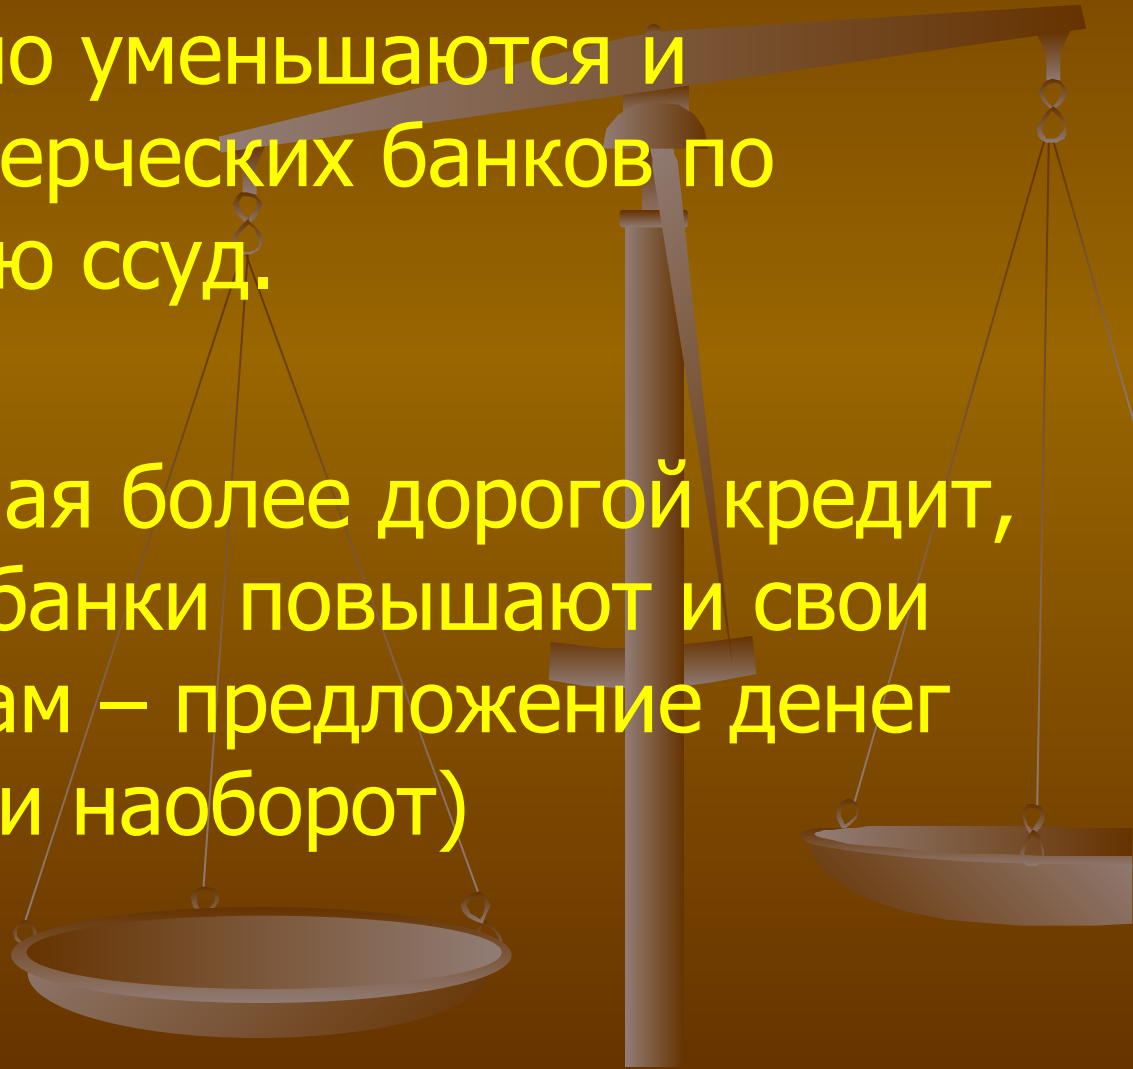 но уменьшаются и
ерческих банков по
ю ссуд.
ая более дорогой кредит,
банки повышают и свои
ам – предложение денег
и наоборот)